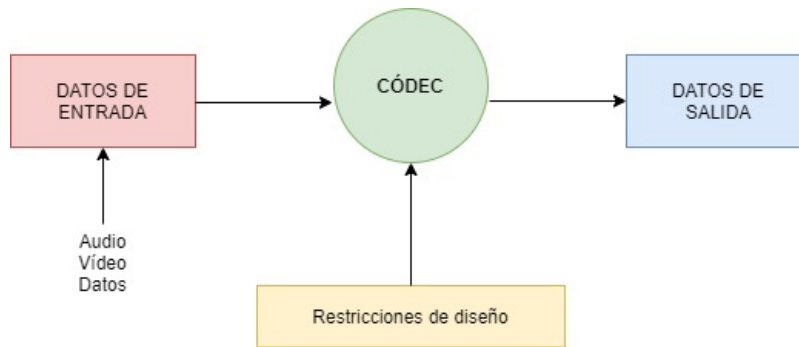 DATOS DE
ENTRADA
CÓDEC
DATOS DE
SALIDA
Audio
Vídeo
Datos
Restricciones de diseño